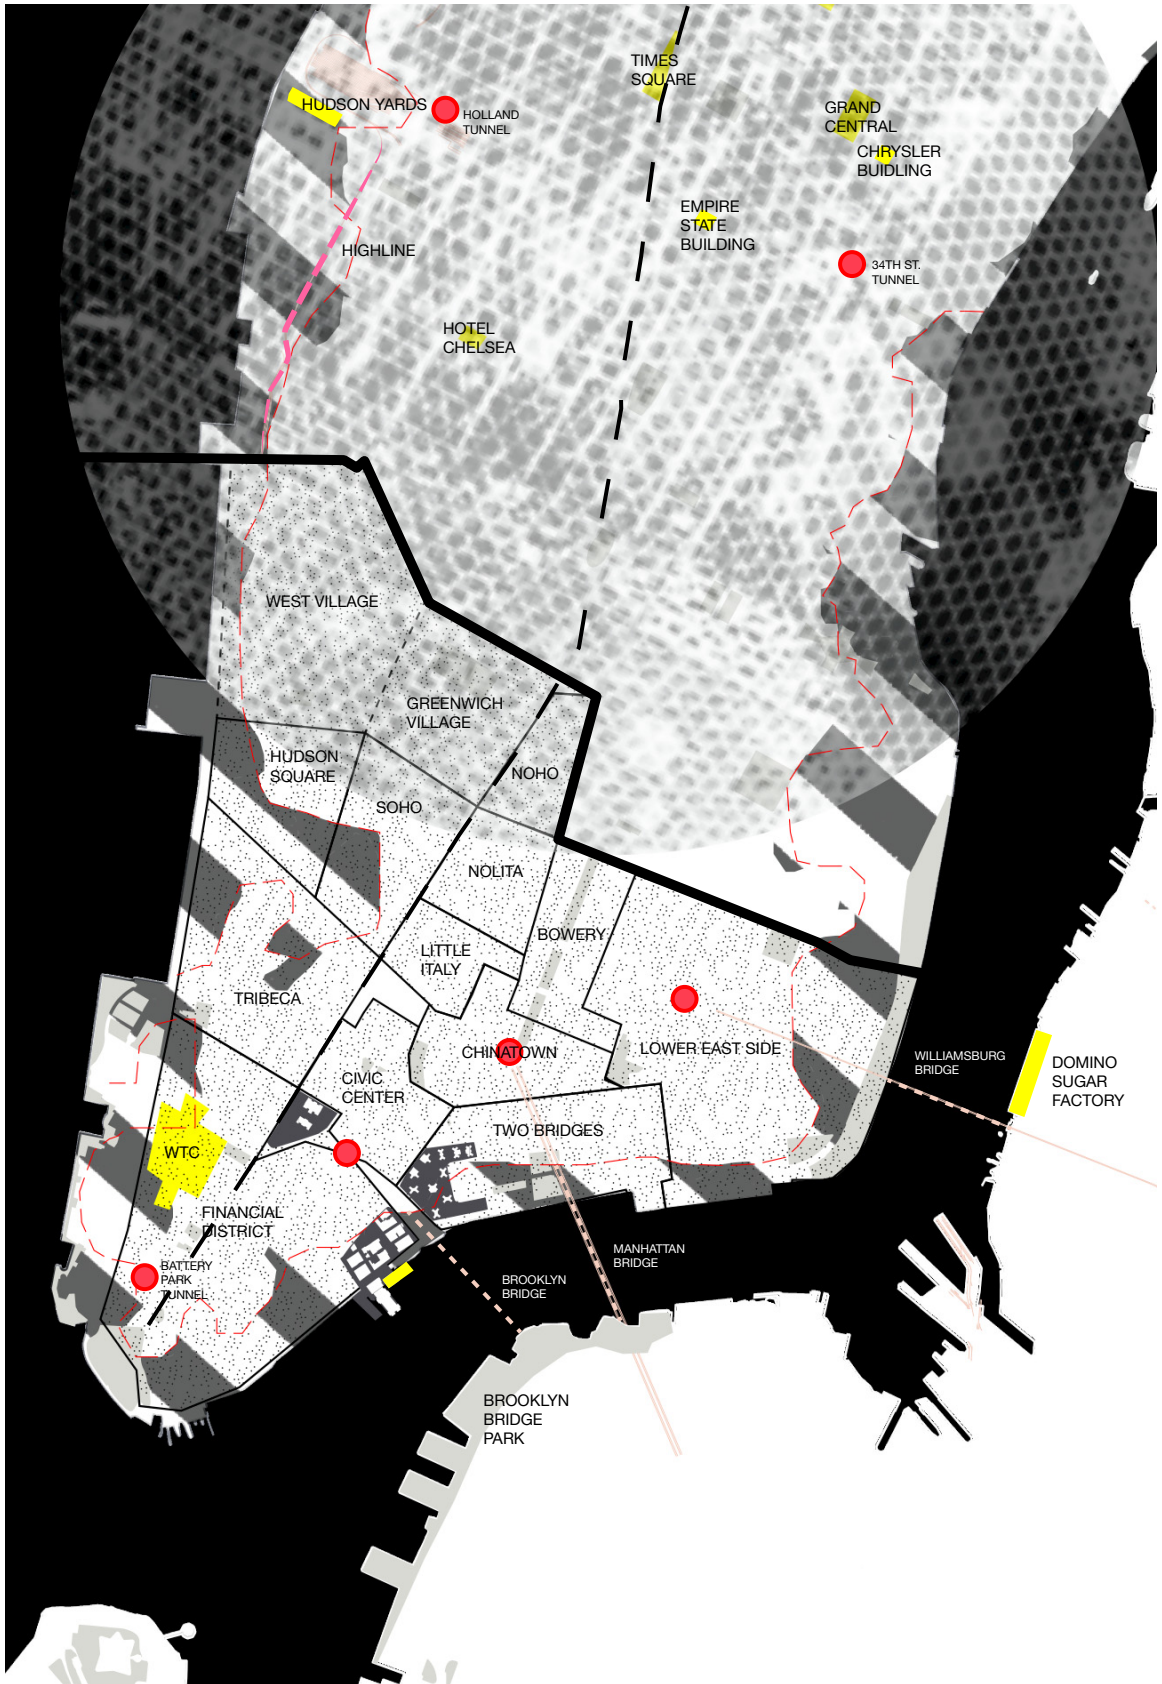 TIMES
SQUARE
HUDSON YARDS
HOLLAND
TUNNEL
GRAND
CENTRAL
CHRYSLER
BUIDLING
EMPIRE
STATE
BUILDING
HIGHLINE
34TH ST.
TUNNEL
HOTEL
CHELSEA
WEST VILLAGE
GREENWICH
VILLAGE
HUDSON
SQUARE
NOHO
SOHO
NOLITA
BOWERY
LITTLE
ITALY
TRIBECA
CHINATOWN
LOWER EAST SIDE
WILLIAMSBURG
BRIDGE
DOMINO
SUGAR
FACTORY
CIVIC
CENTER
TWO BRIDGES
WTC
FINANCIAL
DISTRICT
MANHATTAN
BRIDGE
BATTERY
PARK
TUNNEL
BROOKLYN
BRIDGE
BROOKLYN
BRIDGE
PARK